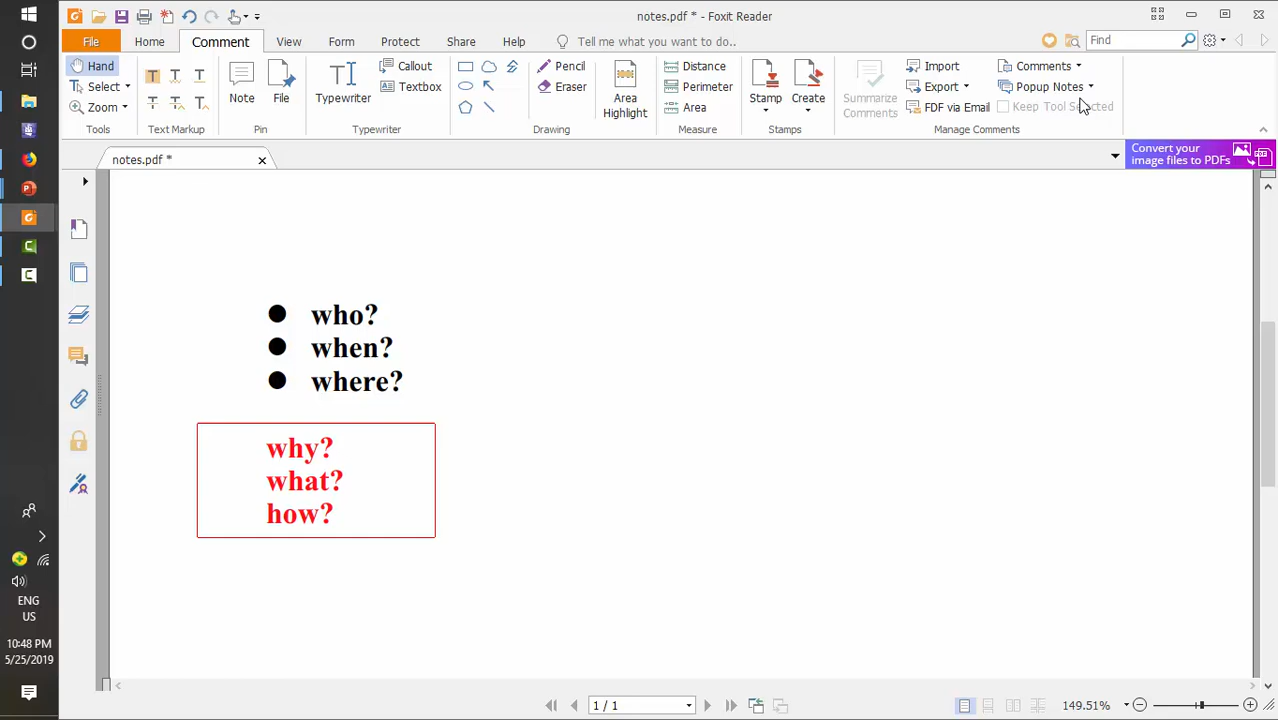 notes.pdf * - Foxit Reader
File Home Comment View Form Protect Share Help Tell me what you want to do.. Find
Hand
Select
Zoom
Tools
Text Markup
Note
File
Pin
Typewriter
Callout
Textbox
Typewriter
Pencil
Eraser
Area
Highlight
Drawing
Distance
Perimeter
Area
Measure
Stamp
Create
Stamps
Summarize
Comments
Import
Export
FDF via Email
Comments
Popup Notes
Keep Tool Selected
Manage Comments
notes.pdf *
Convert your
image files to PDFs
who?
when?
where?
why?
what?
how?
ENG
US
10:48 PM
5/25/2019
1 / 1
149.51%